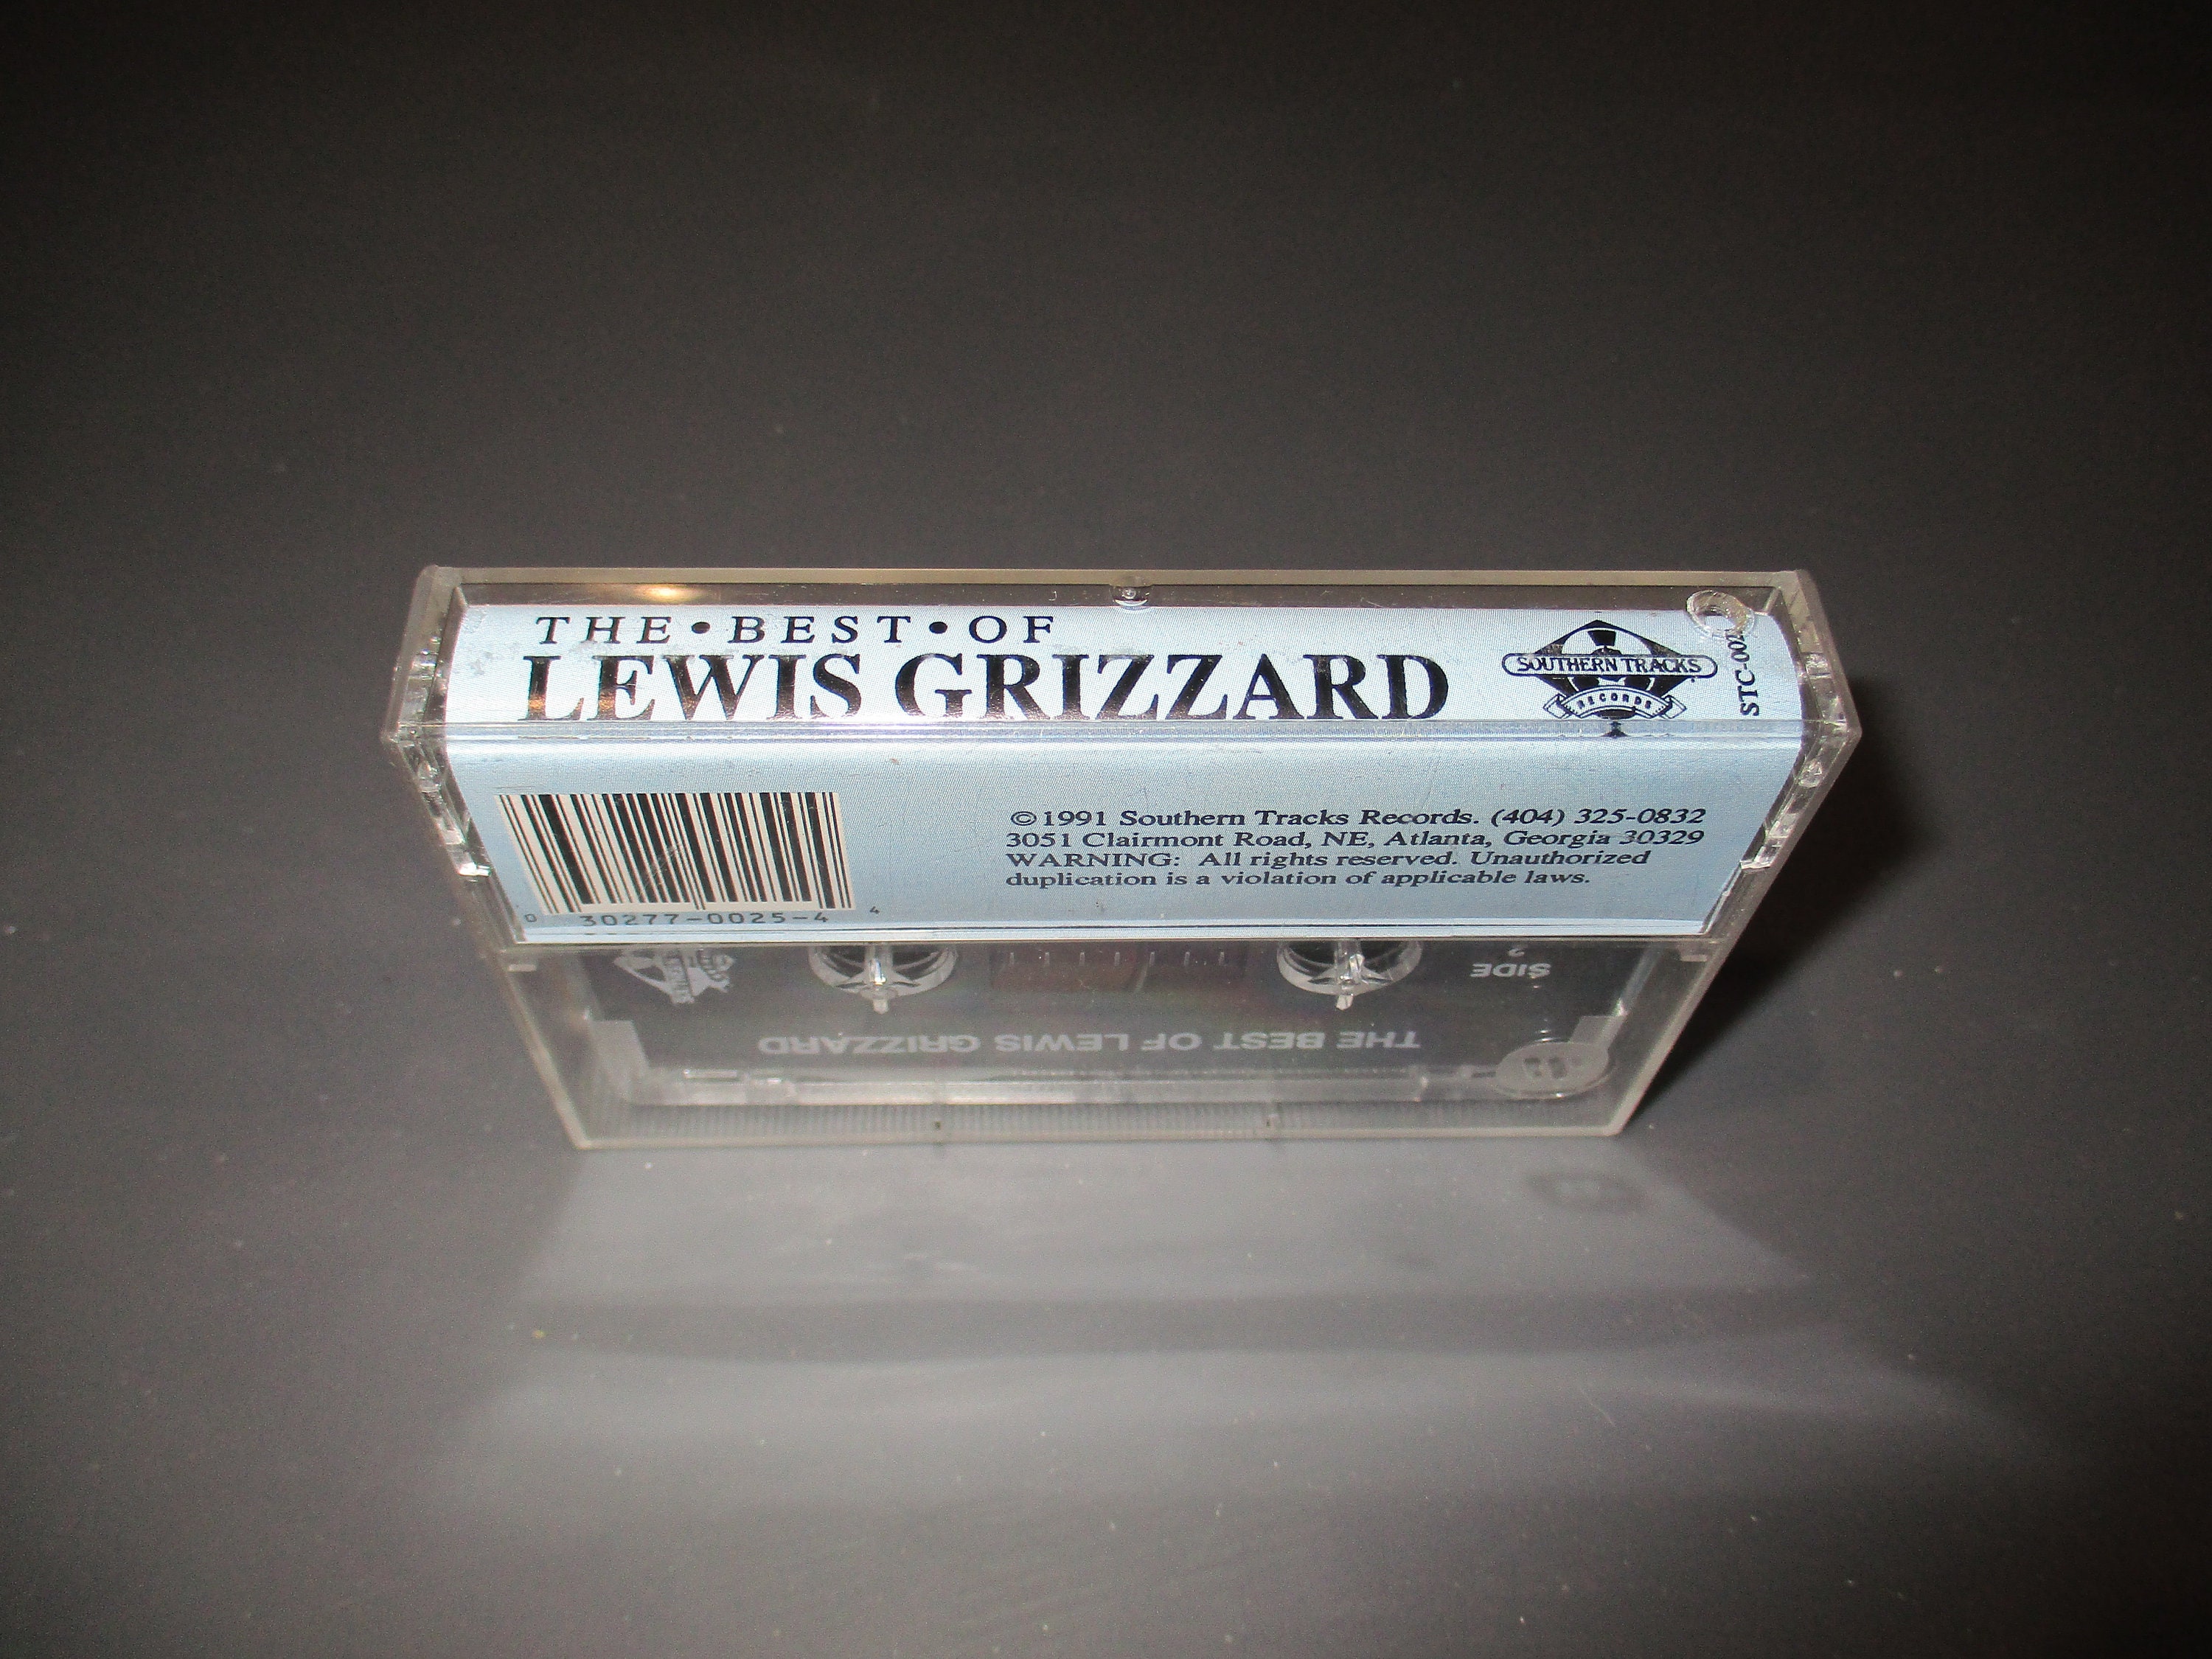 THE•BEST•OF
LEWIS GRIZZARD
SOUTHERN TRACKS
RECORDS
©1991 Southern Tracks Records. (404) 325-0832
3051 Clairmont Road, NE, Atlanta, Georgia 30329
WARNING: All rights reserved. Unauthorized
duplication is a violation of applicable laws.
0 30277-0025-4 4
SIDE
2
THE BEST OF LEWIS GRIZZARD